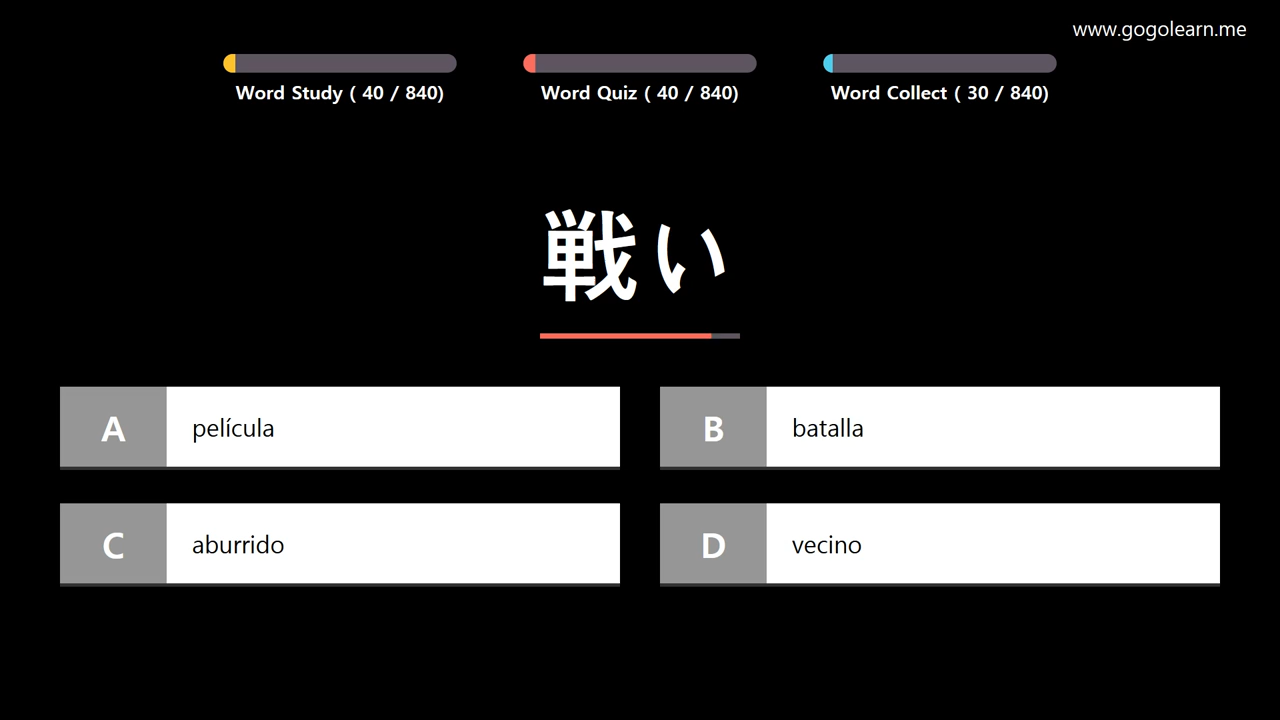 www.gogolearn.me
Word Study ( 40 / 840)
Word Quiz ( 40 / 840)
Word Collect ( 30 / 840)
戦い
A película
B batalla
C aburrido
D vecino